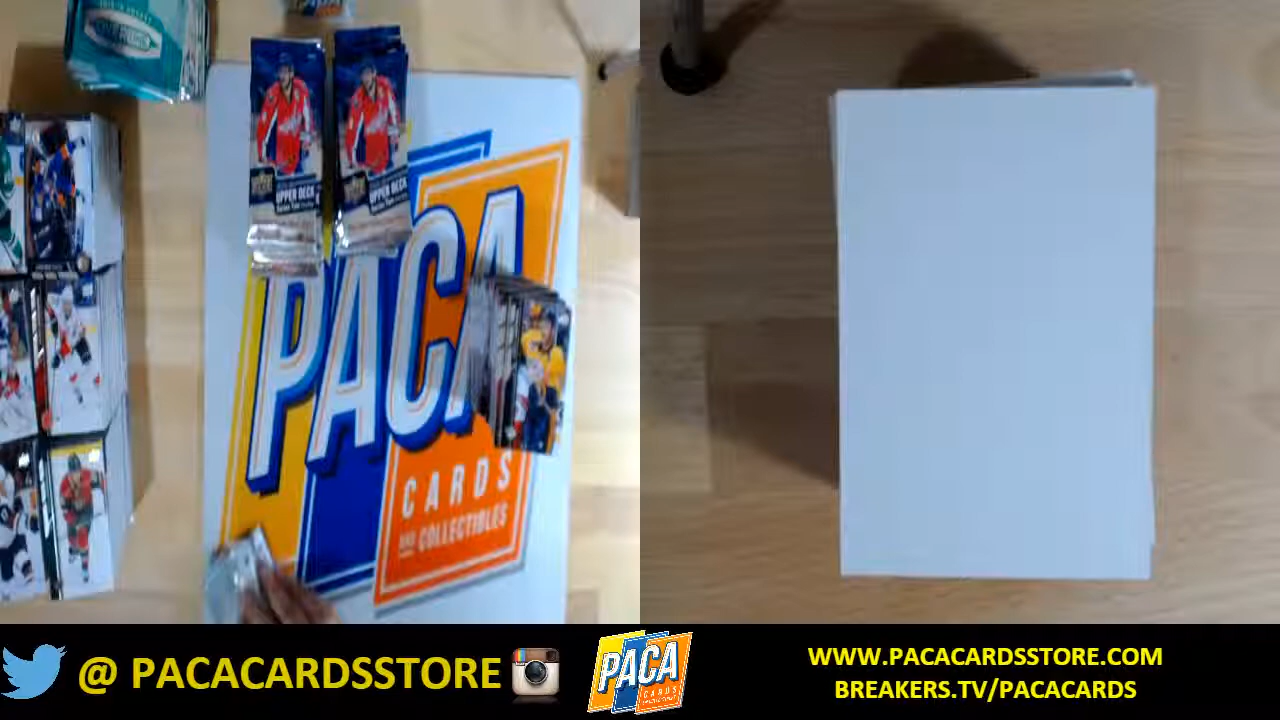 UPPER DECK
UPPER DECK
PACA
CARDS
AND COLLECTIBLES
@ PACACARDSSTORE
PACA
CARDS
WWW.PACACARDSSTORE.COM
BREAKERS.TV/PACACARDS